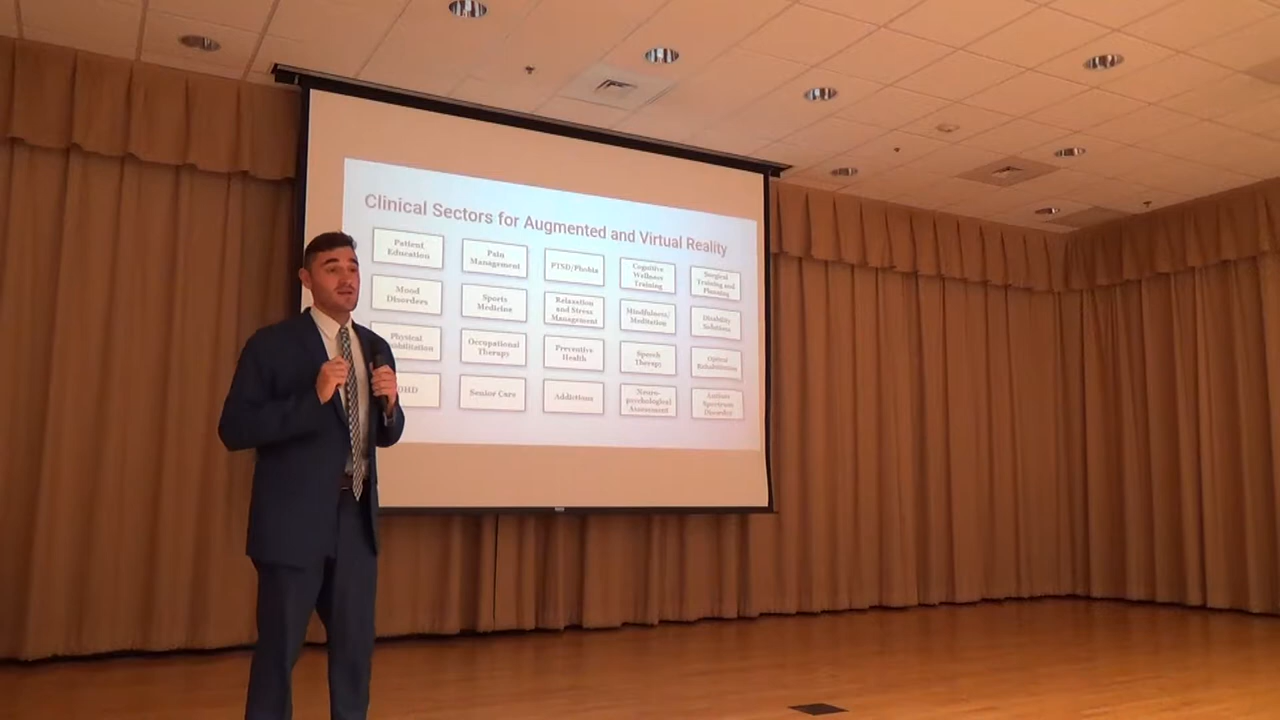 Clinical Sectors for Augmented and Virtual Reality
Patient
Education
Pain
Management
PTSD/Phobia
Cognitive
Wellness
Training
Surgical
Training and
Planning
Mood
Disorders
Sports
Medicine
Relaxation
and Stress
Management
Mindfulness/
Meditation
Disability
Solutions
Physical
Occupational
Therapy
Preventive
Health
Speech
Therapy
Optical
Rehabilitation
Senior Care
Addictions
Neuro-
psychological
Assessment
Autism
Spectrum
Disorder